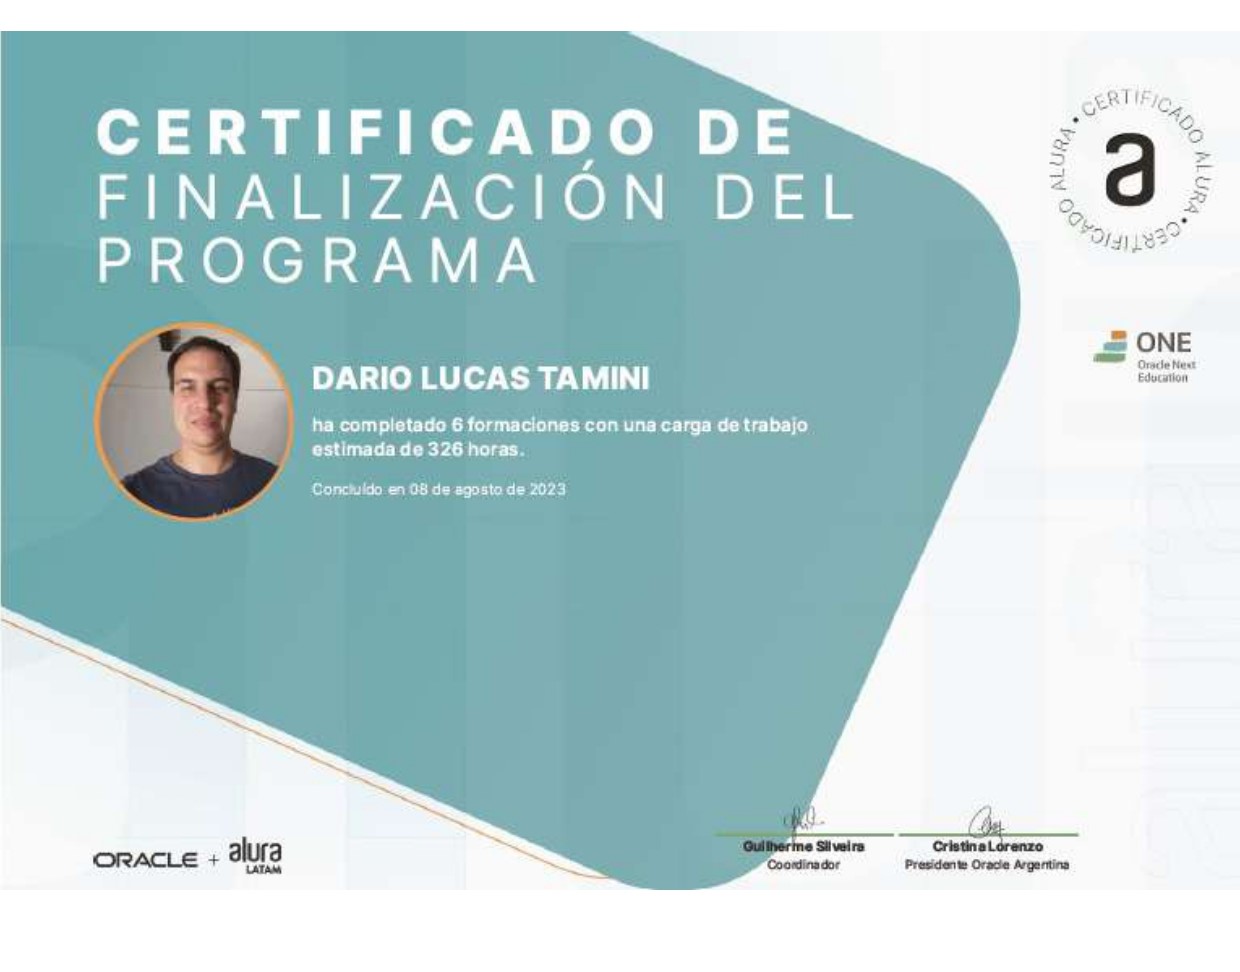 CERTIFICADO DE
FINALIZACIÓN DEL
PROGRAMA
CERTIFICADO ALURA • CERTIFICADO ALURA •
a
ONE
Oracle Next
Education
DARIO LUCAS TAMINI
ha completado 6 formaciones con una carga de trabajo
estimada de 326 horas.
Concluído en 08 de agosto de 2023
ORACLE + alura
LATAM
Guilherme Silveira
Coordinador
Cristina Lorenzo
Presidente Oracle Argentina